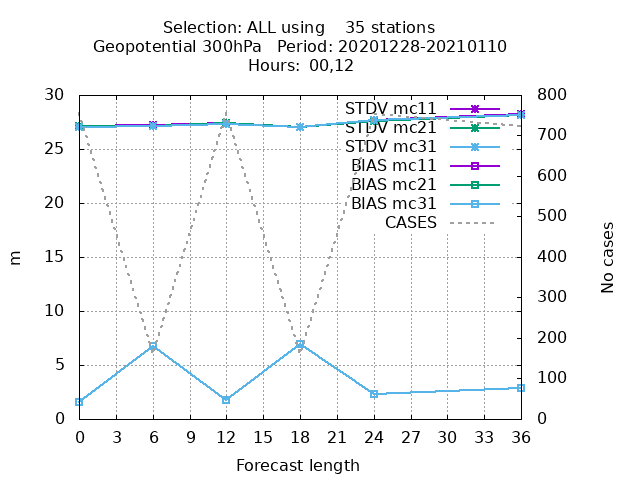 Selection: ALL using    35 stations
Geopotential 300hPa   Period: 20201228-20210110
Hours: 00,12
30
25
20
15
10
5
0
m
800
700
600
500
400
300
200
100
0
No cases
STDV mc11
STDV mc21
STDV mc31
BIAS mc11
BIAS mc21
BIAS mc31
CASES
0 3 6 9 12 15 18 21 24 27 30 33 36
Forecast length